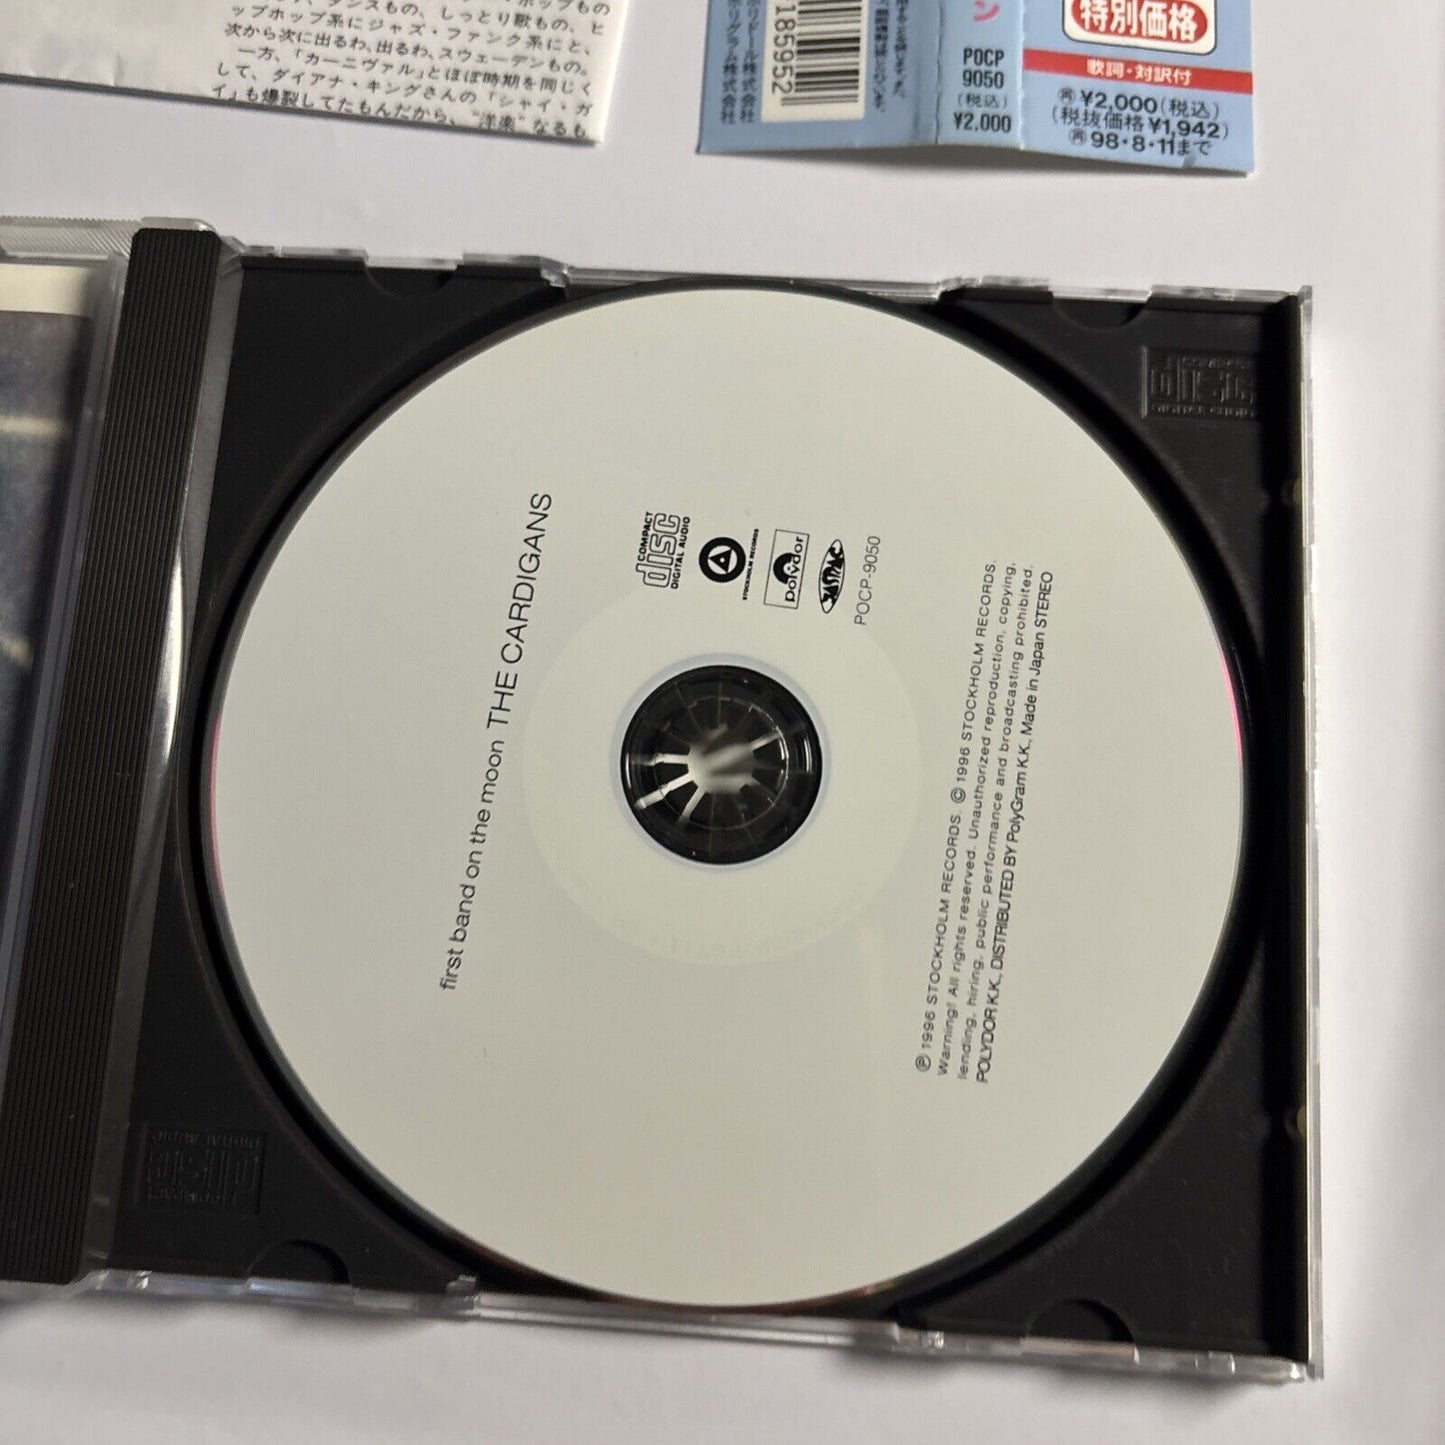 ップホップ系にジャズ・ファンク系にと、
次から次に出るわ、出るわ、スウェーデンもの。
一方、「カーニヴァル」とほぼ時期を同じく
して、ダイアナ・キングさんの「シャイ・ガ
イ」も爆裂してたもんだから、“洋楽”なるも
1859952
ン
POCP
9050
(税込)
¥2,000
特別価格
歌詞・対訳付
¥2,000(税込)
(税抜価格¥1,942)
98・8・11まで
first band on the moon THE CARDIGANS
COMPACT
disc
DIGITAL AUDIO
STOCKHOLM RECORDS
polydor
POCP-9050
℗ 1996 STOCKHOLM RECORDS. © 1996 STOCKHOLM RECORDS.
Warning! All rights reserved. Unauthorized reproduction, copying,
lending, hiring, public performance and broadcasting prohibited.
POLYDOR K.K., DISTRIBUTED BY PolyGram K.K., Made in Japan STEREO